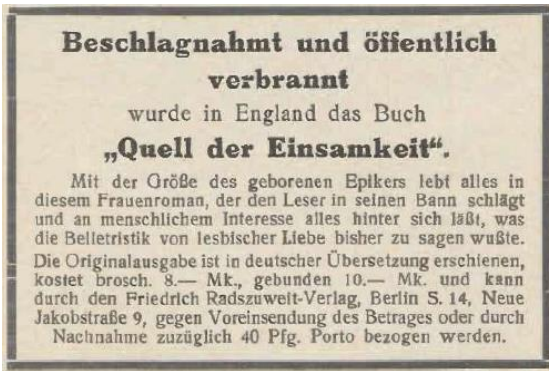 Beschlagnahmt und öffentlich
verbrannt
wurde in England das Buch
„Quell der Einsamkeit“.
Mit der Größe des geborenen Epikers lebt alles in
diesem Frauenroman, der den Leser in seinen Bann schlägt
und an menschlichem Interesse alles hinter sich läßt, was
die Belletristik von lesbischer Liebe bisher zu sagen wußte.
Die Originalausgabe ist in deutscher Übersetzung erschienen,
kostet brosch. 8.— Mk., gebunden 10.— Mk. und kann
durch den Friedrich Radszuweit-Verlag, Berlin S. 14, Neue
Jakobstraße 9, gegen Voreinsendung des Betrages oder durch
Nachnahme zuzüglich 40 Pfg. Porto bezogen werden.